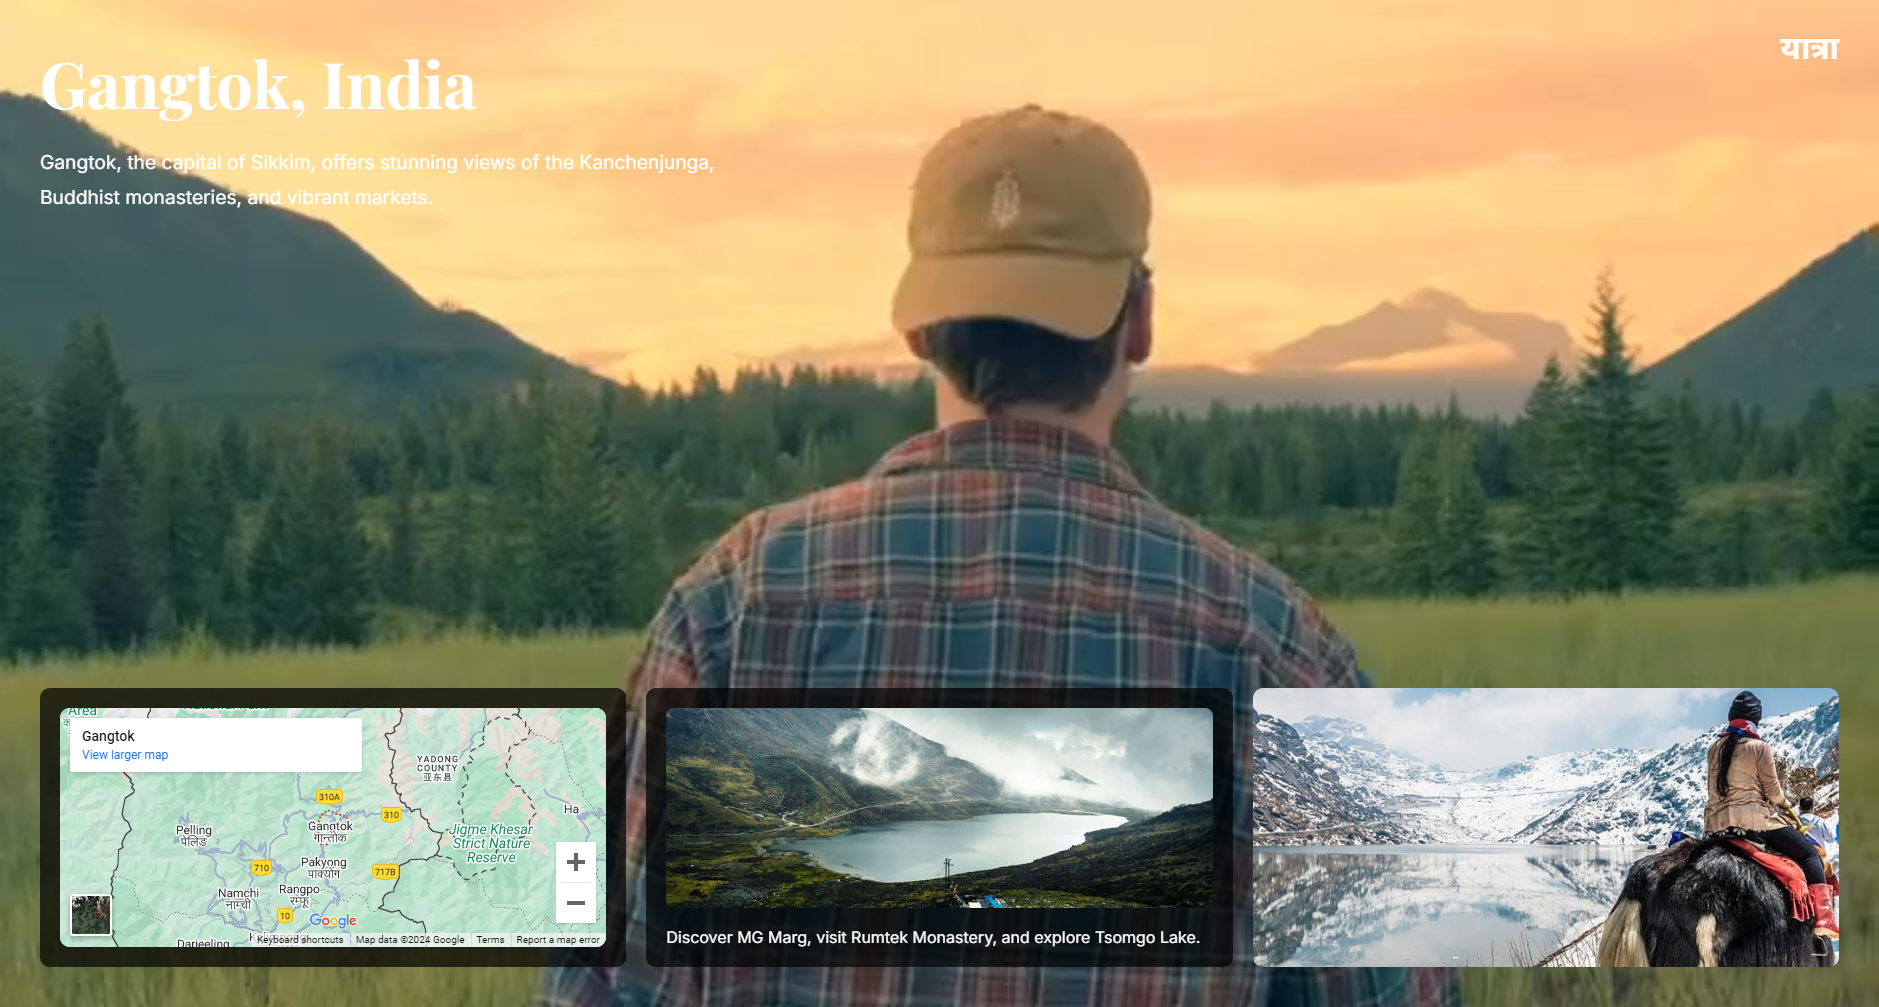 Gangtok, India
यात्रा
Gangtok, the capital of Sikkim, offers stunning views of the Kanchenjunga,
Buddhist monasteries, and vibrant markets.
Area
Gangtok
View larger map
YADONG
COUNTY
亚东县
310A
310
Ha
Gangtok
गान्तोक
Pelling
पेलिङ
Jigme Khesar
Strict Nature
Reserve
Pakyong
पाक्योंग
710
717B
Namchi
नाम्ची
Rangpo
रम्फू
10
Google
Darjeeling
Keyboard shortcuts
Map data ©2024 Google
Terms
Report a map error
Discover MG Marg, visit Rumtek Monastery, and explore Tsomgo Lake.